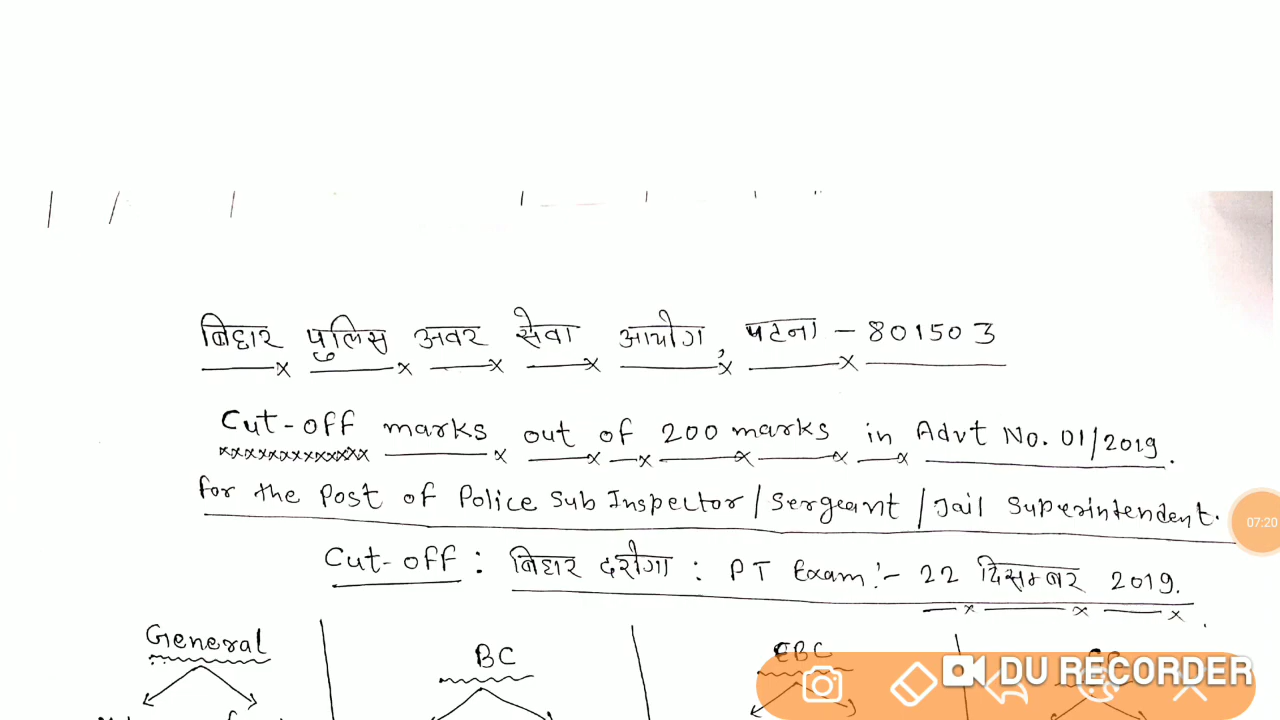 बिहार पुलिस अवर सेवा आयोग, पटना - 801503
Cut-off marks out of 200 marks in Advt No. 01/2019.
for the Post of Police Sub Inspector / Sergeant / Jail Superintendent.
Cut-off : बिहार दरोगा : PT Exam :- 22 दिसम्बर 2019.
General BC EBC
DU RECORDER
07:20